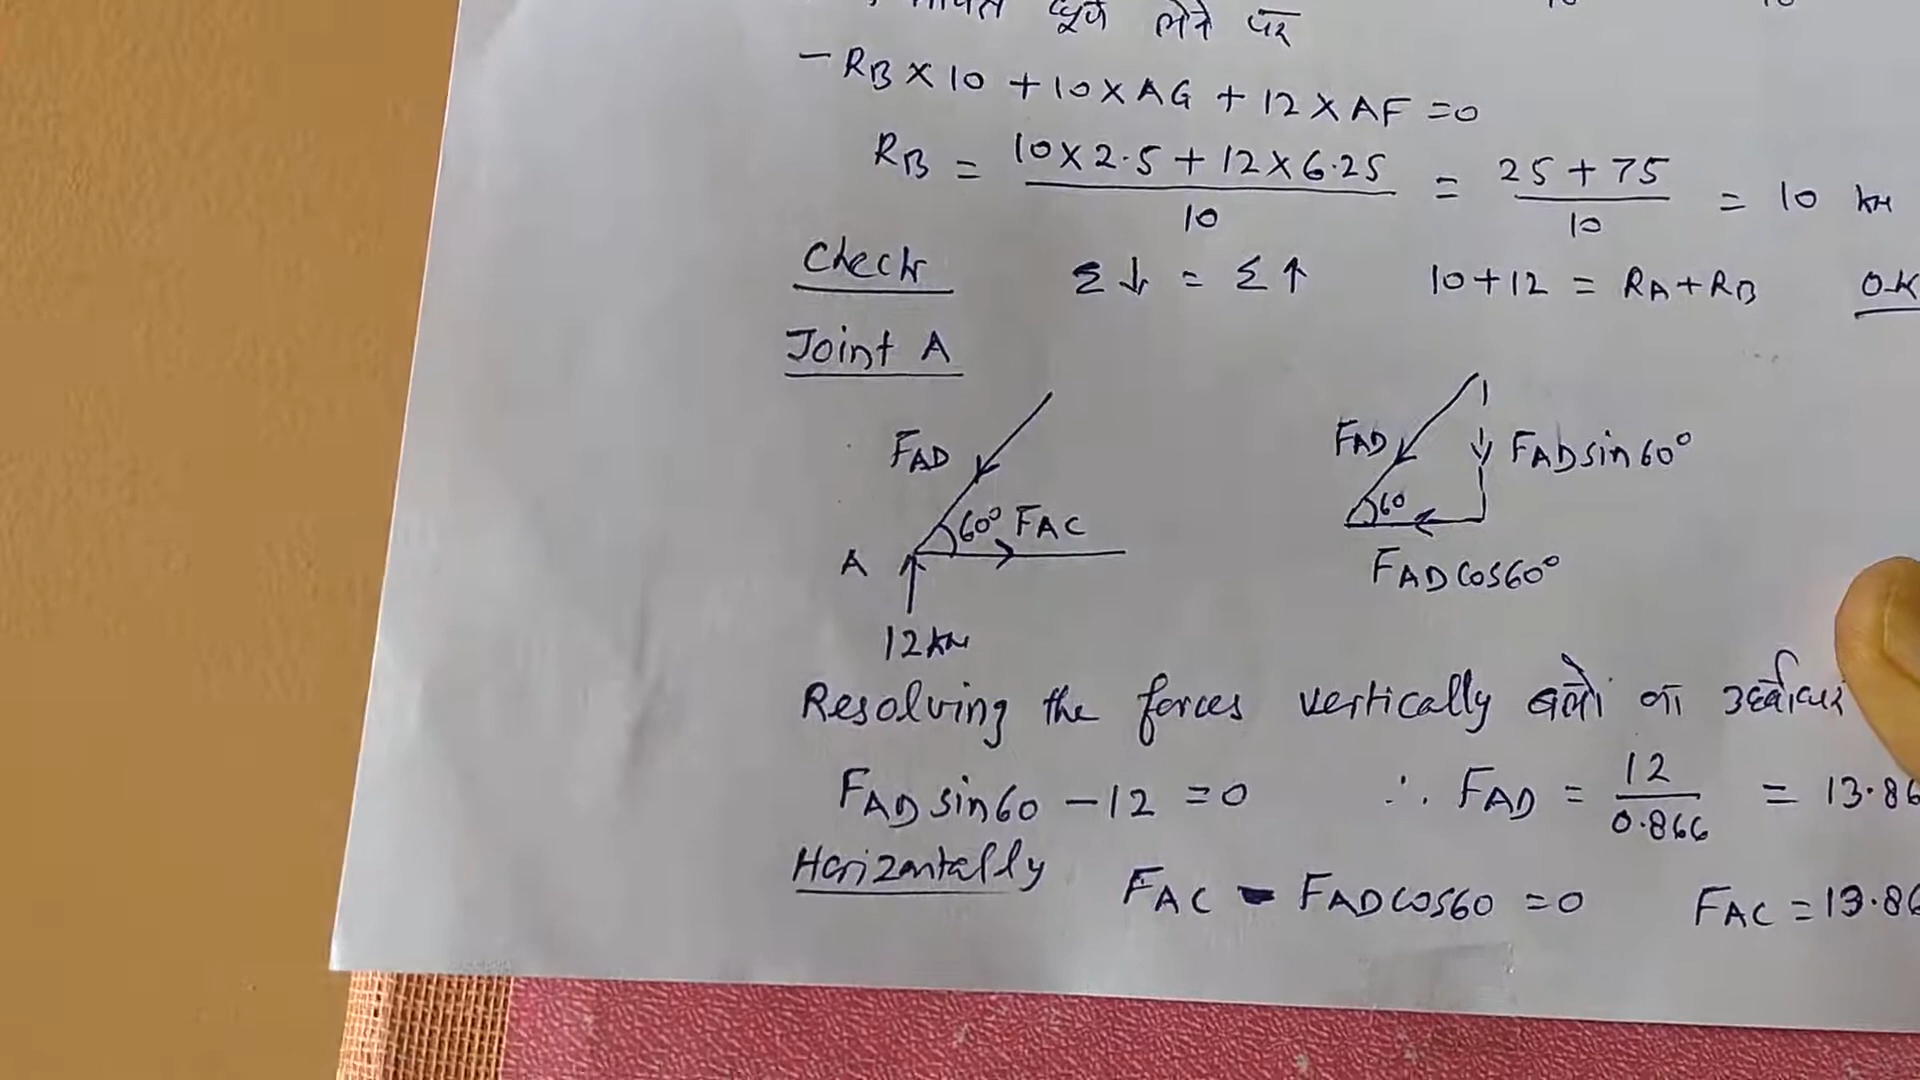 लेने पर
- RB × 10 + 10 × AG + 12 × AF = 0
RB = 10 × 2.5 + 12 × 6.25 / 10 = 25 + 75 / 10 = 10 kN
Check Σ↓ = Σ↑ 10 + 12 = RA + RB OK
Joint A
FAD 60° FAC A 12 kN
FAD 60 FAD sin 60° FAD cos 60°
Resolving the forces vertically बलों का
FAD sin 60 - 12 = 0 ∴ FAD = 12 / 0.866 = 13.86
Horizontally FAC - FAD cos 60 = 0 FAC = 13.86